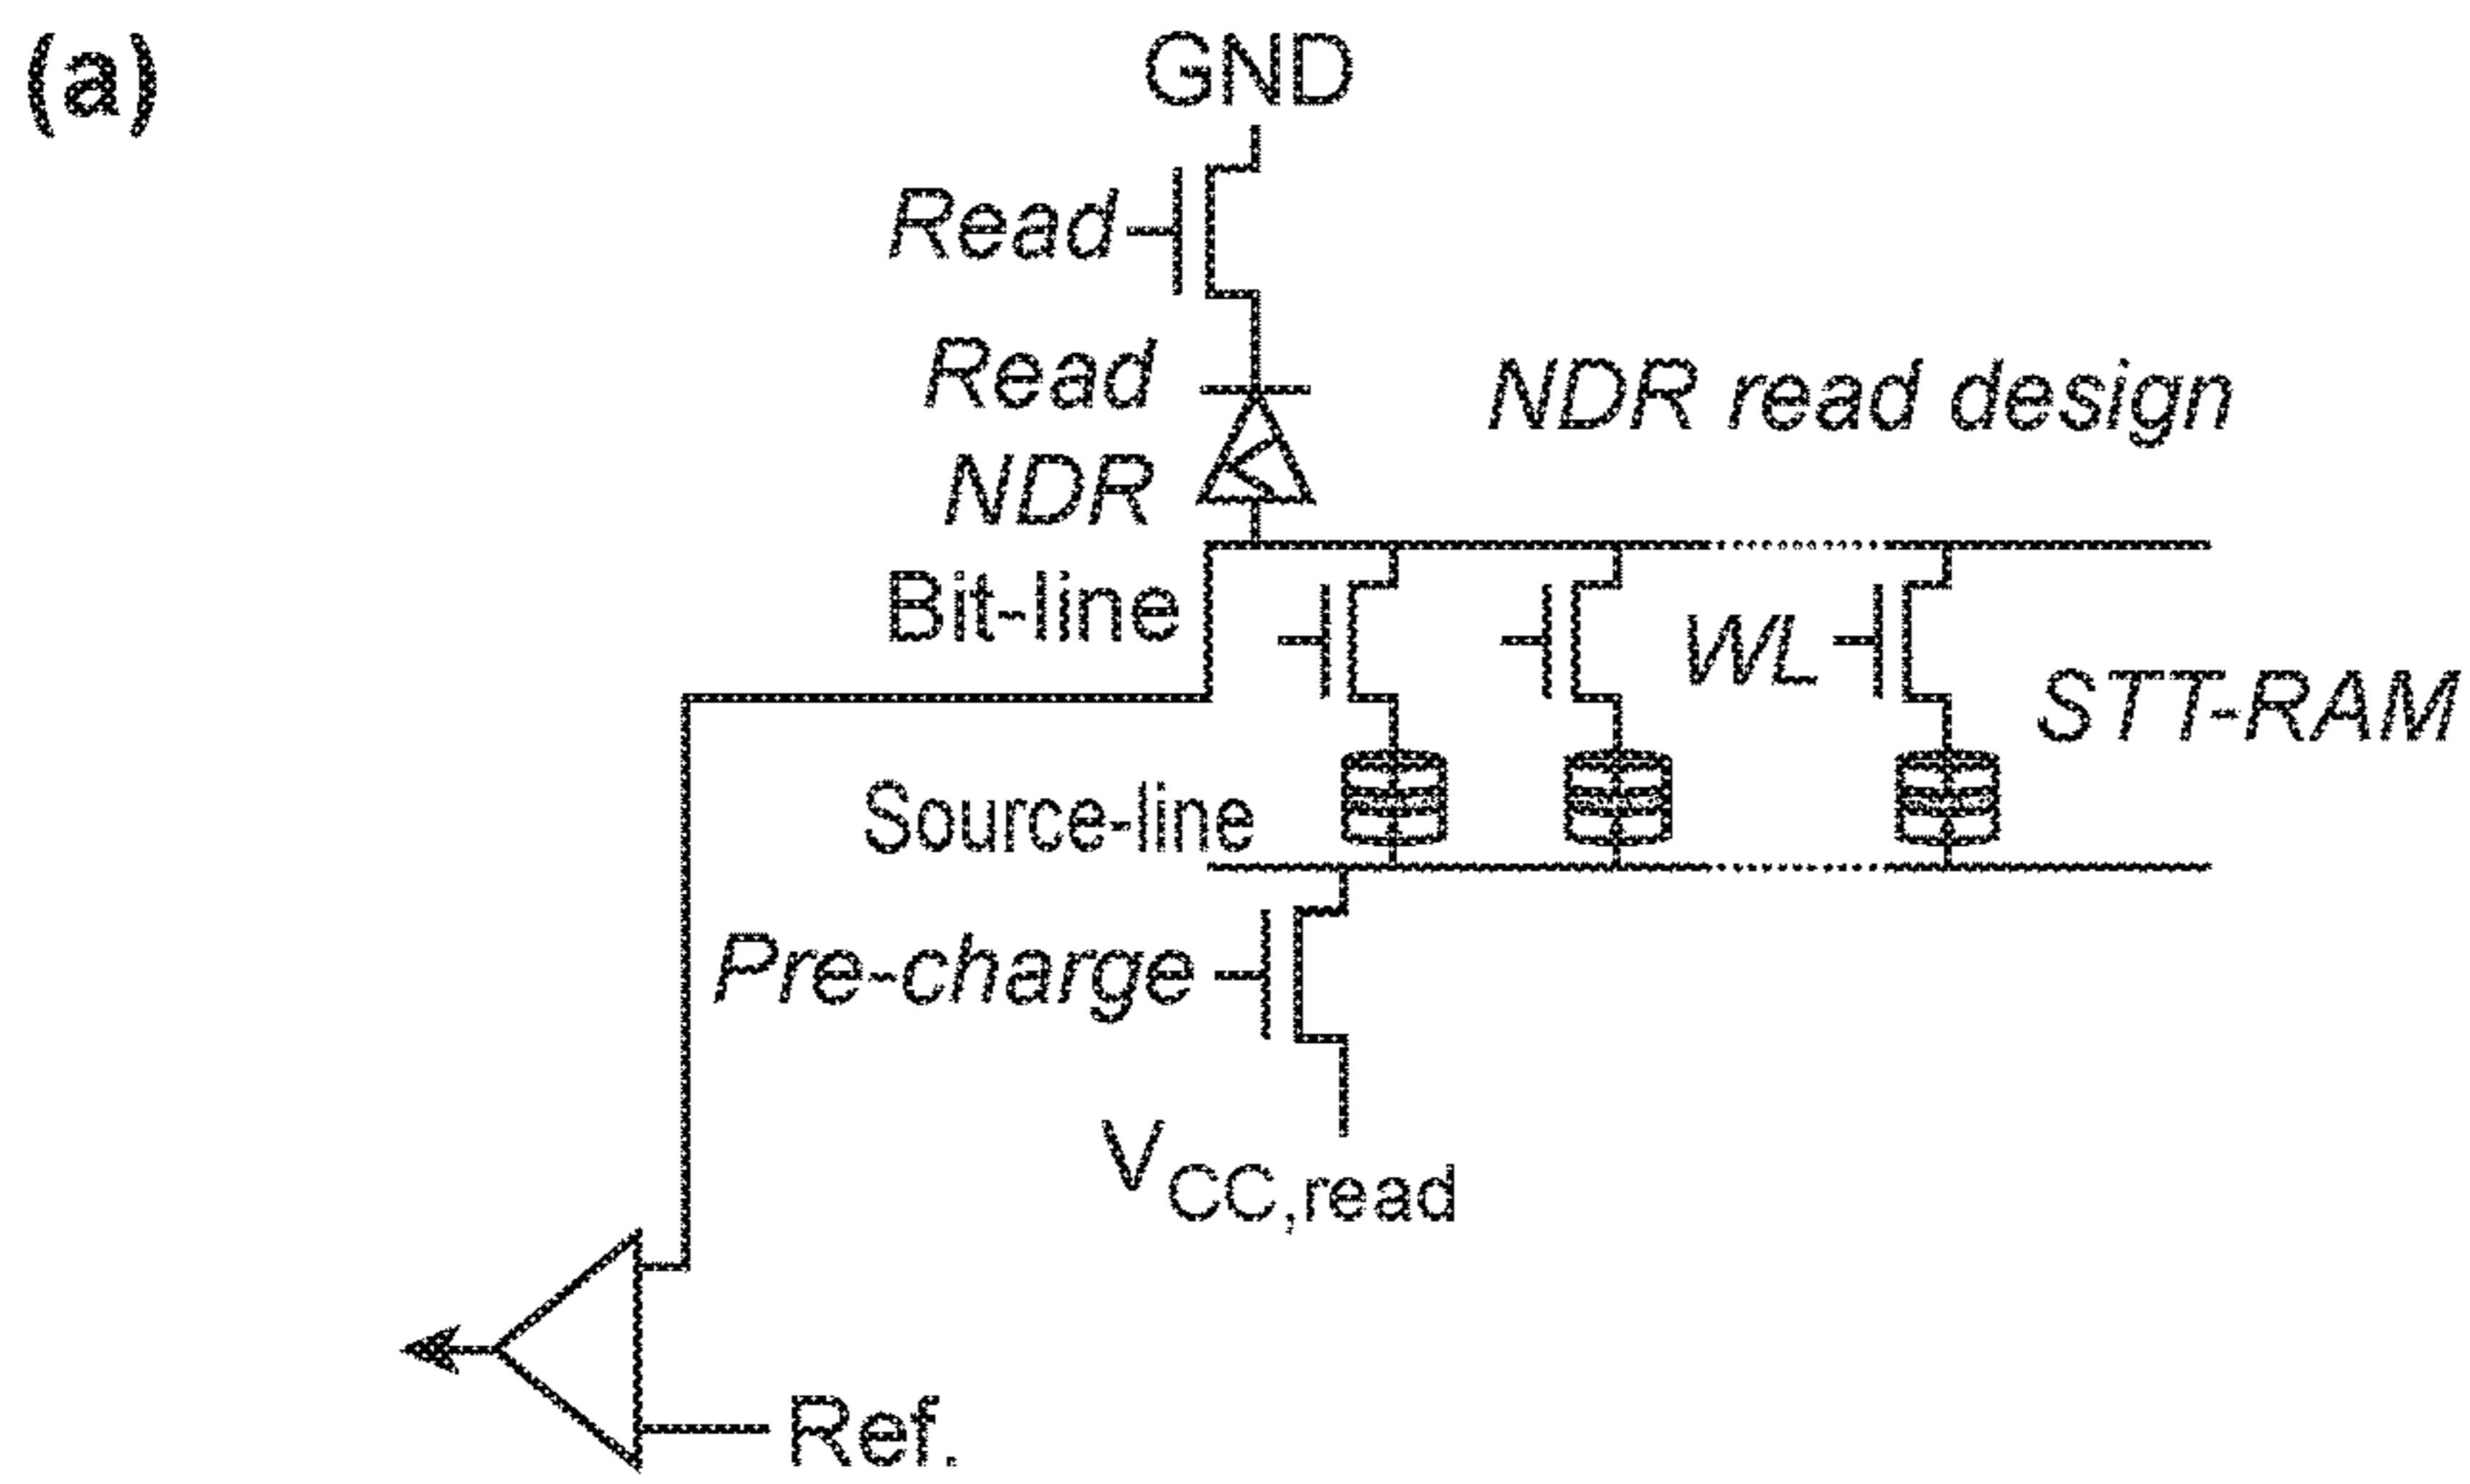 (a)
GND
Read
Read
NDR
NDR read design
Bit-line
WL
STT-RAM
Source-line
Pre-charge
VCC,read
Ref.